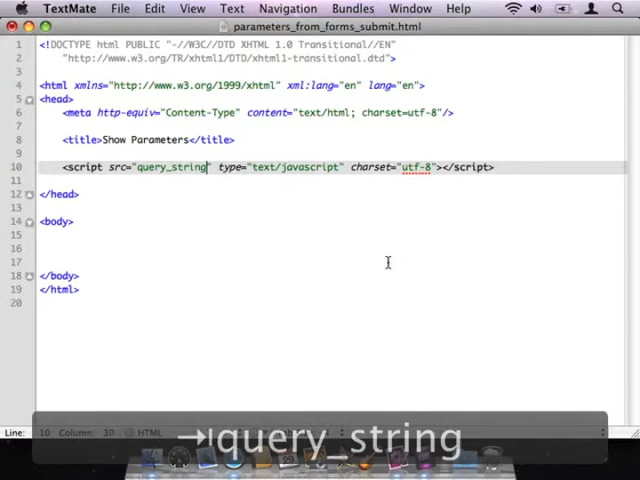 TextMate File Edit View Text Navigation Bundles Window Help
parameters_from_forms_submit.html
1 <!DOCTYPE html PUBLIC "-//W3C//DTD XHTML 1.0 Transitional//EN"
2 "http://www.w3.org/TR/xhtml1/DTD/xhtml1-transitional.dtd">
3
4 <html xmlns="http://www.w3.org/1999/xhtml" xml:lang="en" lang="en">
5 <head>
6 <meta http-equiv="Content-Type" content="text/html; charset=utf-8"/>
7
8 <title>Show Parameters</title>
9
10 <script src="query_string" type="text/javascript" charset="utf-8"></script>
11
12 </head>
13
14 <body>
15
16
17
18 </body>
19 </html>
20
Line: 10 Column: 30 HTML
⇥query_string